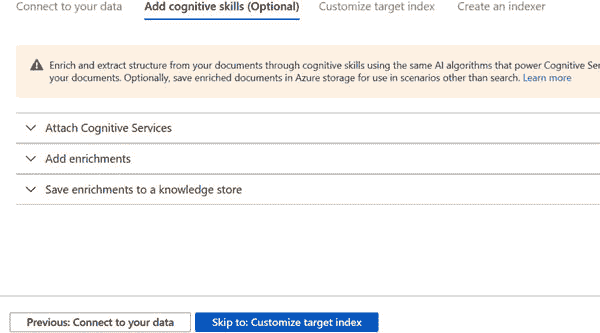 Connect to your data Add cognitive skills (Optional) Customize target index Create an indexer
Enrich and extract structure from your documents through cognitive skills using the same AI algorithms that power Cognitive Ser
your documents. Optionally, save enriched documents in Azure storage for use in scenarios other than search. Learn more
Attach Cognitive Services
Add enrichments
Save enrichments to a knowledge store
Previous: Connect to your data Skip to: Customize target index